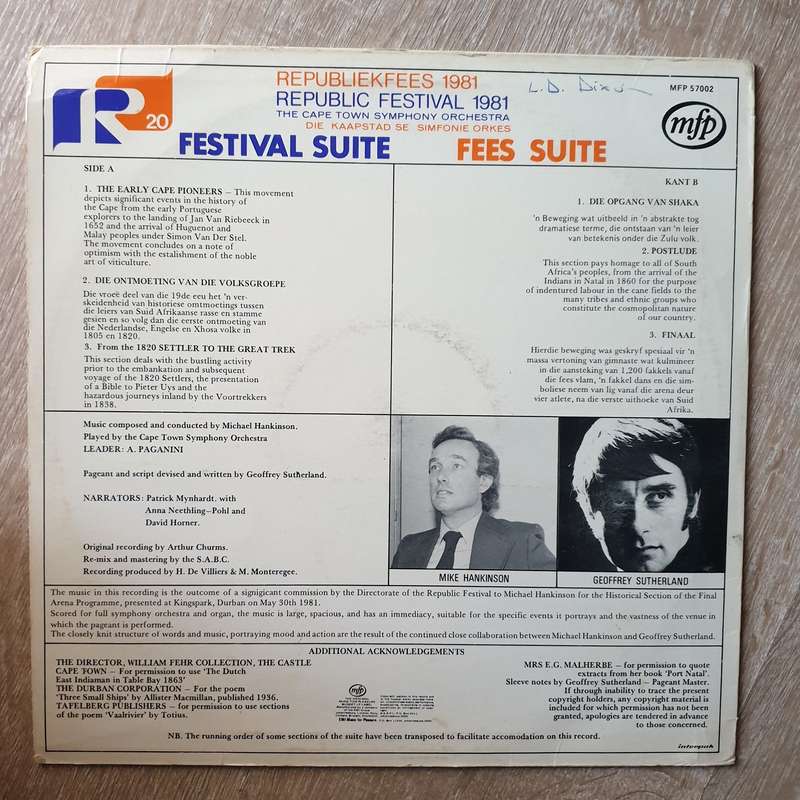 R20
REPUBLIEKFEES 1981
REPUBLIC FESTIVAL 1981
THE CAPE TOWN SYMPHONY ORCHESTRA
DIE KAAPSTAD SE SIMFONIE ORKES
L.D. Dixon
MFP 57002
mfp
FESTIVAL SUITE
FEES SUITE
SIDE A
1. THE EARLY CAPE PIONEERS – This movement
depicts significant events in the history of
the Cape from the early Portuguese
explorers to the landing of Jan Van Riebeeck in
1652 and the arrival of Huguenot and
Malay peoples under Simon Van Der Stel.
The movement concludes on a note of
optimism with the estalishment of the noble
art of viticulture.
2. DIE ONTMOETING VAN DIE VOLKSGROEPE
Die vroeë deel van die 19de eeu het 'n ver-
skeidenheid van historiese ontmoetings tussen
die leiers van Suid Afrikaanse rasse en stamme
gesien en so volg dan die eerste ontmoeting van
die Nederlandse, Engelse en Xhosa volke in
1805 en 1820.
3. From the 1820 SETTLER TO THE GREAT TREK
This section deals with the bustling activity
prior to the embankation and subsequent
voyage of the 1820 Settlers, the presentation
of a Bible to Pieter Uys and the
hazardous journeys inland by the Voortrekkers
in 1838.
KANT B
1. DIE OPGANG VAN SHAKA
'n Beweging wat uitbeeld in 'n abstrakte tog
dramatiese terme, die ontstaan van 'n leier
van betekenis onder die Zulu volk.
2. POSTLUDE
This section pays homage to all of South
Africa's peoples, from the arrival of the
Indians in Natal in 1860 for the purpose
of indentured labour in the cane fields to the
many tribes and ethnic groups who
constitute the cosmopolitan nature
of our country.
3. FINAAL
Hierdie beweging was geskryf spesiaal vir 'n
massa vertoning van gimnaste wat kulmineer
in die aansteking van 1,200 fakkels vanaf
die fees vlam, 'n fakkel dans en die sim-
boliese neem van lig vanaf die arena deur
vier atlete, na die verste uithoeke van Suid
Afrika.
Music composed and conducted by Michael Hankinson.
Played by the Cape Town Symphony Orchestra
LEADER: A. PAGANINI
Pageant and script devised and written by Geoffrey Sutherland.
NARRATORS: Patrick Mynhardt. with
Anna Neethling–Pohl and
David Horner.
Original recording by Arthur Churms.
Re-mix and mastering by the S.A.B.C.
Recording produced by H. De Villiers & M. Monteregee.
MIKE HANKINSON
GEOFFREY SUTHERLAND
The music in this recording is the outcome of a signigicant commission by the Directorate of the Republic Festival to Michael Hankinson for the Historical Section of the Final
Arena Programme, presented at Kingspark, Durban on May 30th 1981.
Scored for full symphony orchestra and organ, the music is large, spacious, and has an immediacy, suitable for the specific events it portrays and the vastness of the venue in
which the pageant is performed.
The closely knit structure of words and music, portraying mood and action are the result of the continued close collaboration between Michael Hankinson and Geoffrey Sutherland.
ADDITIONAL ACKNOWLEDGEMENTS
THE DIRECTOR, WILLIAM FEHR COLLECTION, THE CASTLE
CAPE TOWN – For permission to use 'The Dutch
East Indiaman in Table Bay 1863'
THE DURBAN CORPORATION – For the poem
'Three Small Ships' by Allister Macmillan, published 1936.
TAFELBERG PUBLISHERS – for permission to use sections
of the poem 'Vaalrivier' by Totius.
mfp
EMI Music for Pleasure
MRS E.G. MALHERBE – for permission to quote
extracts from her book 'Port Natal'.
Sleeve notes by Geoffrey Sutherland – Pageant Master.
If through inability to trace the present
copyright holders, any copyright material is
included for which permission has not been
granted, apologies are tendered in advance
to those concerned.
NB. The running order of some sections of the suite have been transposed to facilitate accomodation on this record.
interpak